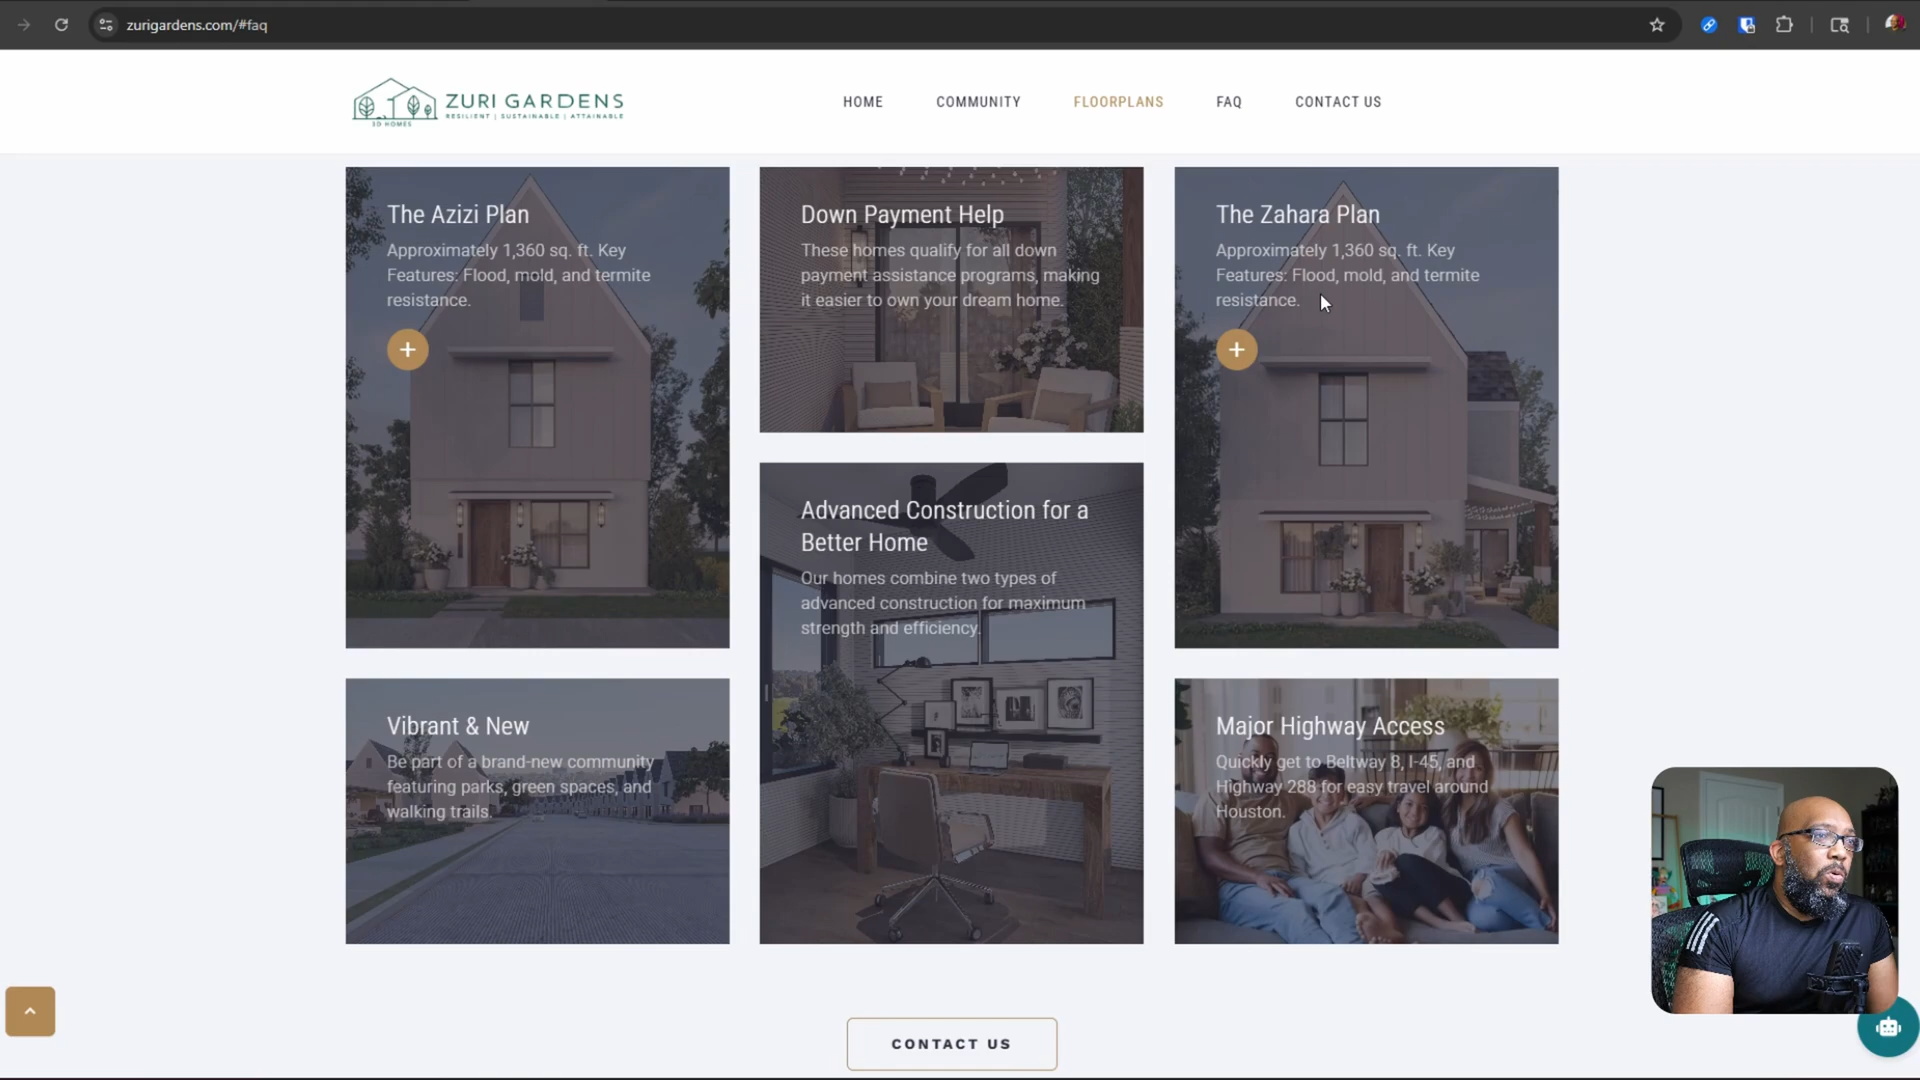 zurigardens.com/#faq
ZURI GARDENS
RESILIENT | SUSTAINABLE | ATTAINABLE
3D HOMES
HOME
COMMUNITY
FLOORPLANS
FAQ
CONTACT US
The Azizi Plan
Approximately 1,360 sq. ft. Key
Features: Flood, mold, and termite
resistance.
Down Payment Help
These homes qualify for all down
payment assistance programs, making
it easier to own your dream home.
The Zahara Plan
Approximately 1,360 sq. ft. Key
Features: Flood, mold, and termite
resistance.
Advanced Construction for a
Better Home
Our homes combine two types of
advanced construction for maximum
strength and efficiency.
Vibrant & New
Be part of a brand-new community
featuring parks, green spaces, and
walking trails.
Major Highway Access
Quickly get to Beltway 8, I-45, and
Highway 288 for easy travel around
Houston.
CONTACT US